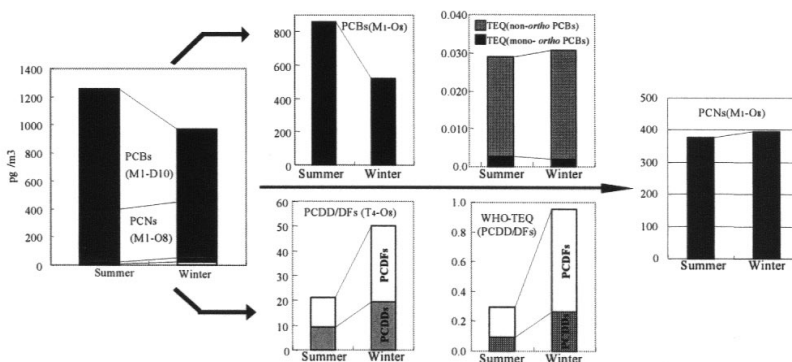 pg /m3
1400
1200
1000
800
600
400
200
0
PCBs
(M1-D10)
PCNs
(M1-O8)
Summer
Winter
800
600
400
200
0
PCBs(M1-O8)
Summer
Winter
0.040
0.030
0.020
0.010
0.0
TEQ(non-ortho PCBs)
TEQ(mono- ortho PCBs)
Summer
Winter
PCDD/DFs (T4-O8)
60
50
40
30
20
10
0
PCDFs
PCDDs
Summer
Winter
WHO-TEQ
(PCDD/DFs)
1.0
0.8
0.6
0.4
0.2
0.0
PCDFs
PCDDs
Summer
Winter
500
400
300
200
100
0
PCNs(M1-O8)
Summer
Winter